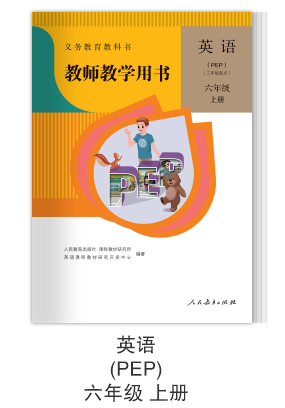 义务教育教科书
教师教学用书
英语
(PEP)
(三年级起点)
六年级
上册
PEP
人民教育出版社 课程教材研究所
英语课程教材研究开发中心
编著
人民教育出版社
英语
(PEP)
六年级 上册